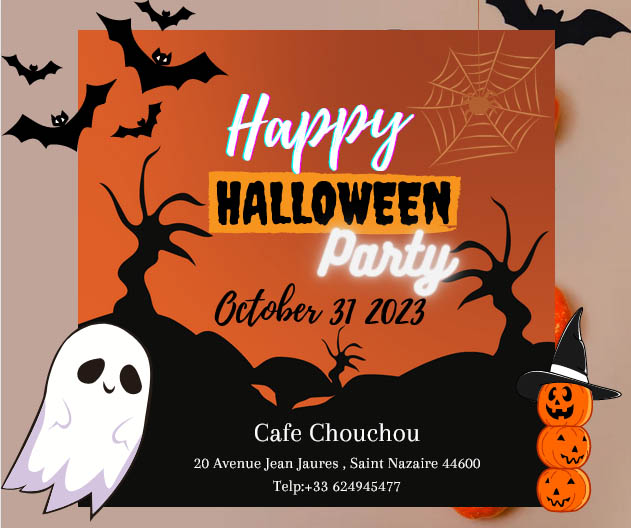 Happy
HALLOWEEN
Party
October 31 2023
Cafe Chouchou
20 Avenue Jean Jaures , Saint Nazaire 44600
Telp:+33 624945477